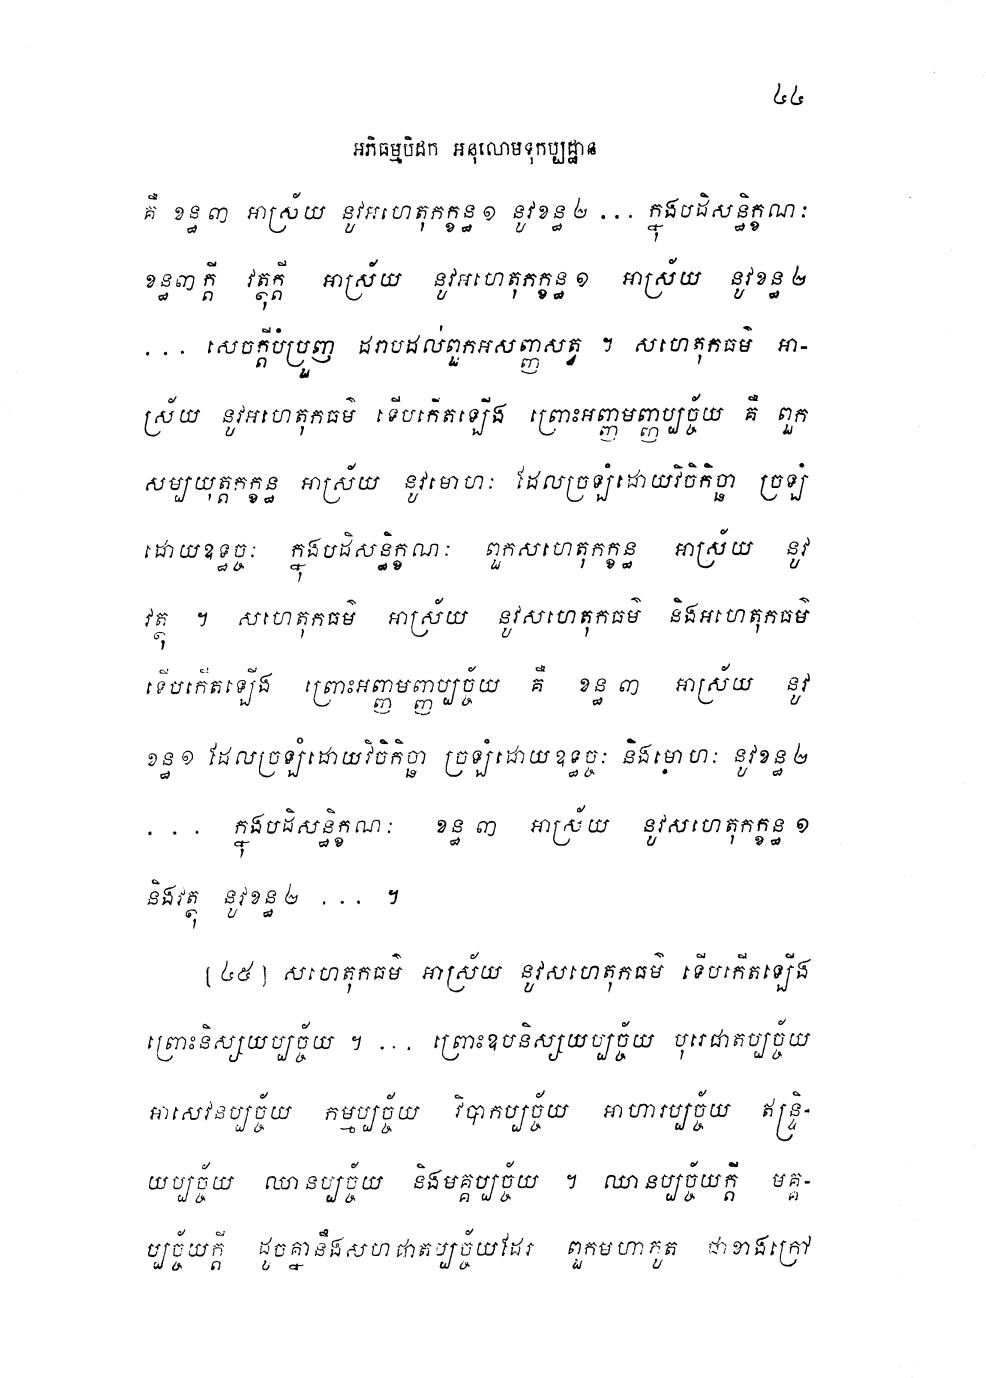 ៤៤
អភិធម្មបិដក អនុលោមទុកប្បដ្ឋាន
គឺ ខន្ធ ៣ អាស្រ័យ នូវអហេតុកក្ខន្ធ ១ នូវខន្ធ ២ ... ក្នុងបដិសន្ធិក្ខណៈ
ខន្ធ ៣ ក្តី វត្ថុក្តី អាស្រ័យ នូវអហេតុកក្ខន្ធ ១ អាស្រ័យ នូវខន្ធ ២
... សេចក្តីបំប្រួញ ដរាបដល់ពួកអសញ្ញសត្វ ។ សហេតុកធម៌ អា-
ស្រ័យ នូវអហេតុកធម៌ ទើបកើតឡើង ព្រោះអញ្ញមញ្ញប្បច្ច័យ គឺ ពួក
សម្បយុត្តកក្ខន្ធ អាស្រ័យ នូវមោហៈ ដែលច្រឡំដោយវិចិកិច្ឆា ច្រឡំ
ដោយឧទ្ធច្ចៈ ក្នុងបដិសន្ធិក្ខណៈ ពួកសហេតុកក្ខន្ធ អាស្រ័យ នូវ
វត្ថុ ។ សហេតុកធម៌ អាស្រ័យ នូវសហេតុកធម៌ និងអហេតុកធម៌
ទើបកើតឡើង ព្រោះអញ្ញមញ្ញប្បច្ច័យ គឺ ខន្ធ ៣ អាស្រ័យ នូវ
ខន្ធ ១ ដែលច្រឡំដោយវិចិកិច្ឆា ច្រឡំដោយឧទ្ធច្ចៈ និងមោហៈ នូវខន្ធ ២
... ក្នុងបដិសន្ធិក្ខណៈ ខន្ធ ៣ អាស្រ័យ នូវសហេតុកក្ខន្ធ ១
និងវត្ថុ នូវខន្ធ ២ ... ។
[៤៥] សហេតុកធម៌ អាស្រ័យ នូវសហេតុកធម៌ ទើបកើតឡើង
ព្រោះនិស្សយប្បច្ច័យ ។ ... ព្រោះឧបនិស្សយប្បច្ច័យ បុរេជាតប្បច្ច័យ
អាសេវនប្បច្ច័យ កម្មប្បច្ច័យ វិបាកប្បច្ច័យ អាហារប្បច្ច័យ ឥន្ទ្រិ-
យប្បច្ច័យ ឈានប្បច្ច័យ និងមគ្គប្បច្ច័យ ។ ឈានប្បច្ច័យក្តី មគ្គ-
ប្បច្ច័យក្តី ដូចគ្នានឹងសហជាតប្បច្ច័យដែរ ពួកមហាភូត ជាខាងក្រៅ